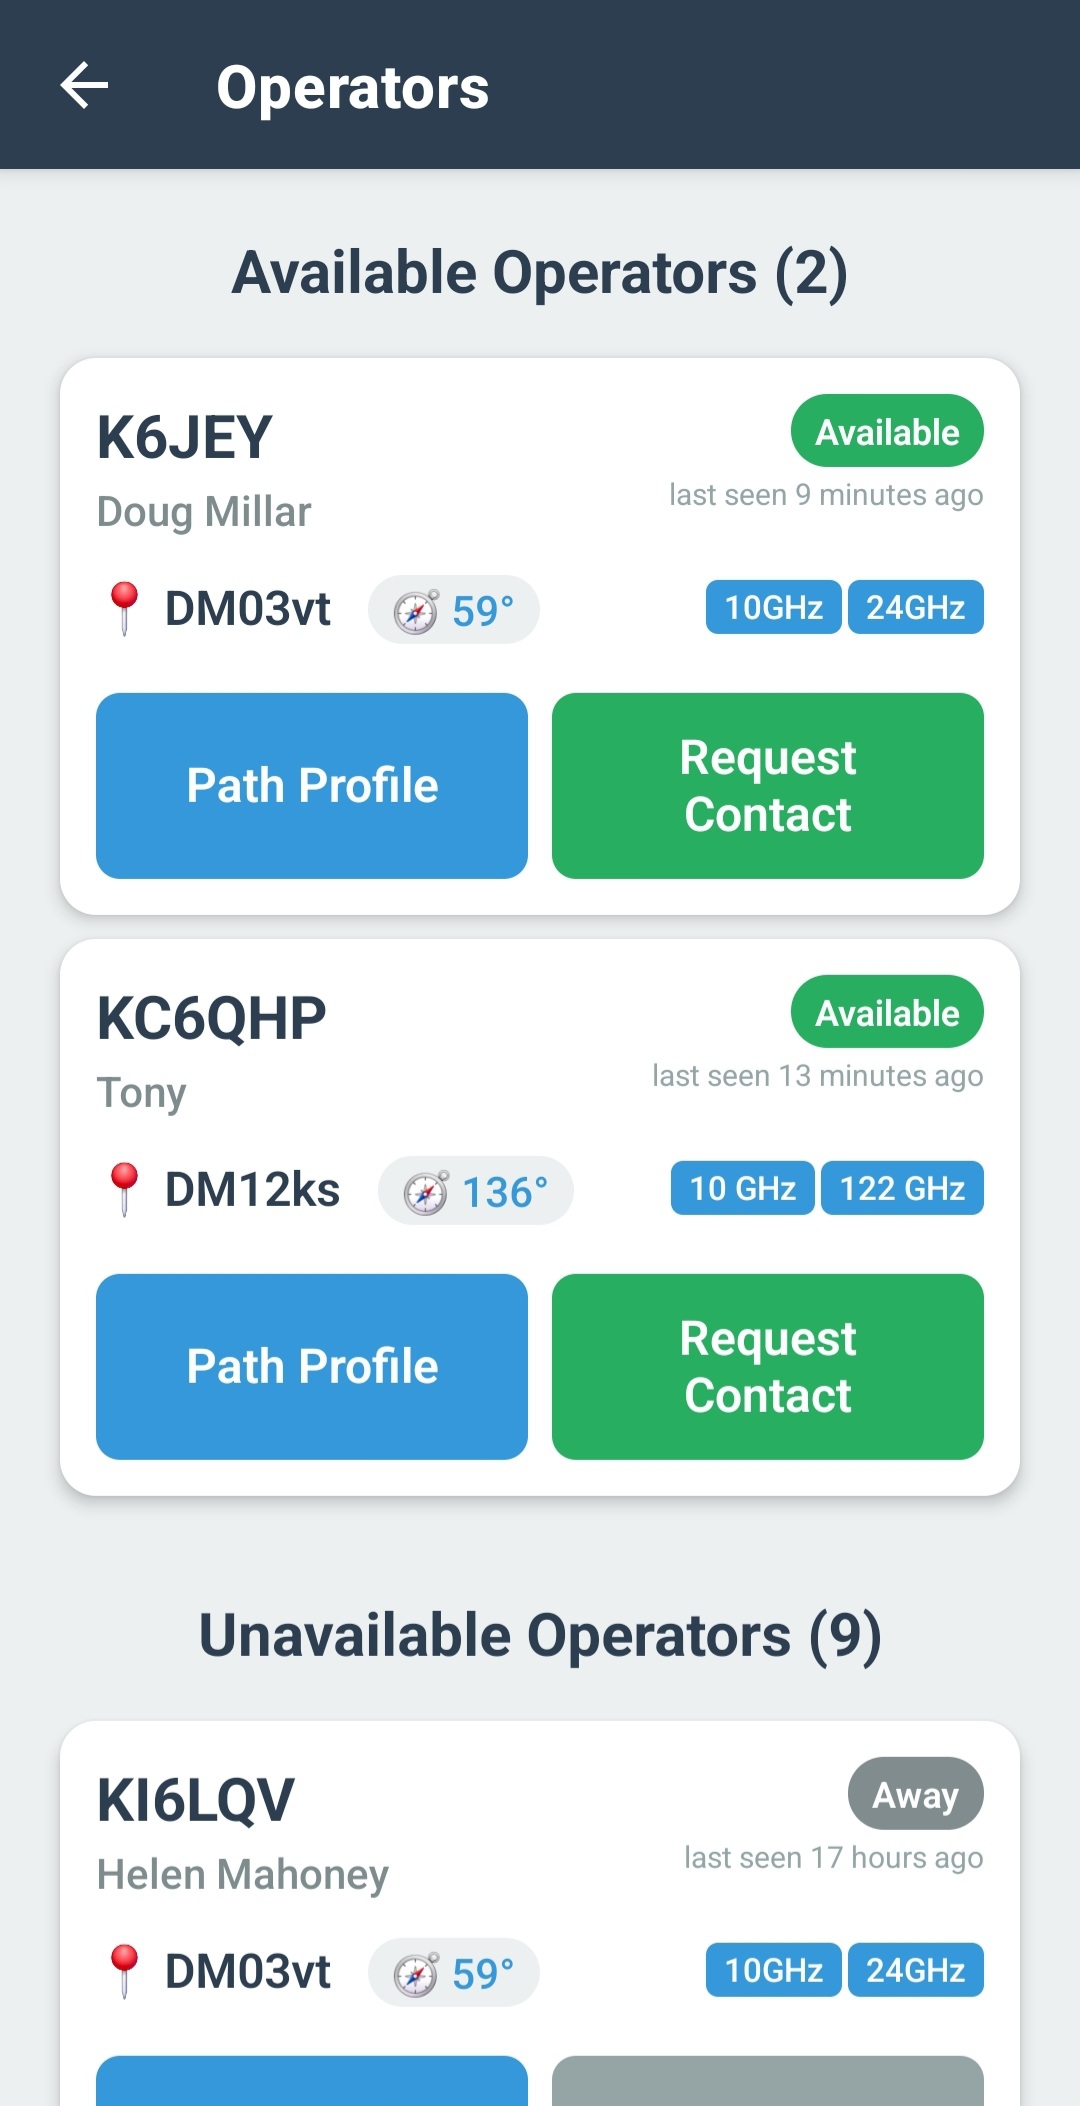 Operators
Available Operators (2)
K6JEY
Available
Doug Millar
last seen 9 minutes ago
DM03vt
59°
10GHz
24GHz
Path Profile
Request
Contact
KC6QHP
Available
Tony
last seen 13 minutes ago
DM12ks
136°
10 GHz
122 GHz
Path Profile
Request
Contact
Unavailable Operators (9)
KI6LQV
Away
Helen Mahoney
last seen 17 hours ago
DM03vt
59°
10GHz
24GHz